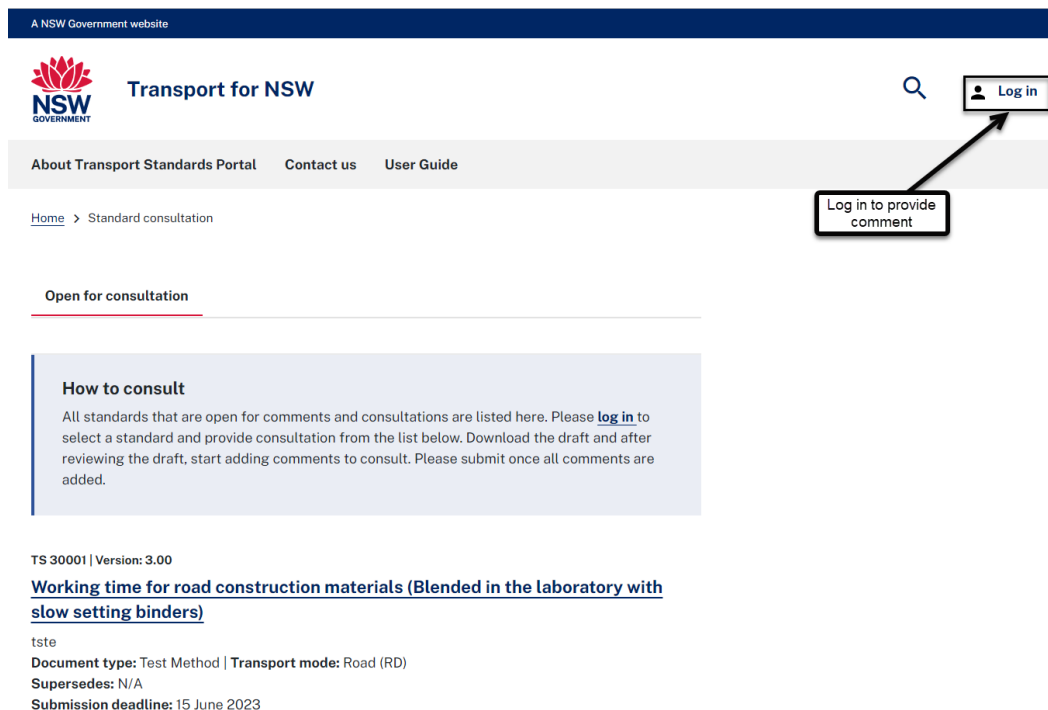 A NSW Government website
NSW
GOVERNMENT
Transport for NSW
Log in
About Transport Standards Portal Contact us User Guide
Log in to provide
comment
Home > Standard consultation
Open for consultation
How to consult
All standards that are open for comments and consultations are listed here. Please log in to
select a standard and provide consultation from the list below. Download the draft and after
reviewing the draft, start adding comments to consult. Please submit once all comments are
added.
TS 30001 | Version: 3.00
Working time for road construction materials (Blended in the laboratory with
slow setting binders)
tste
Document type: Test Method | Transport mode: Road (RD)
Supersedes: N/A
Submission deadline: 15 June 2023